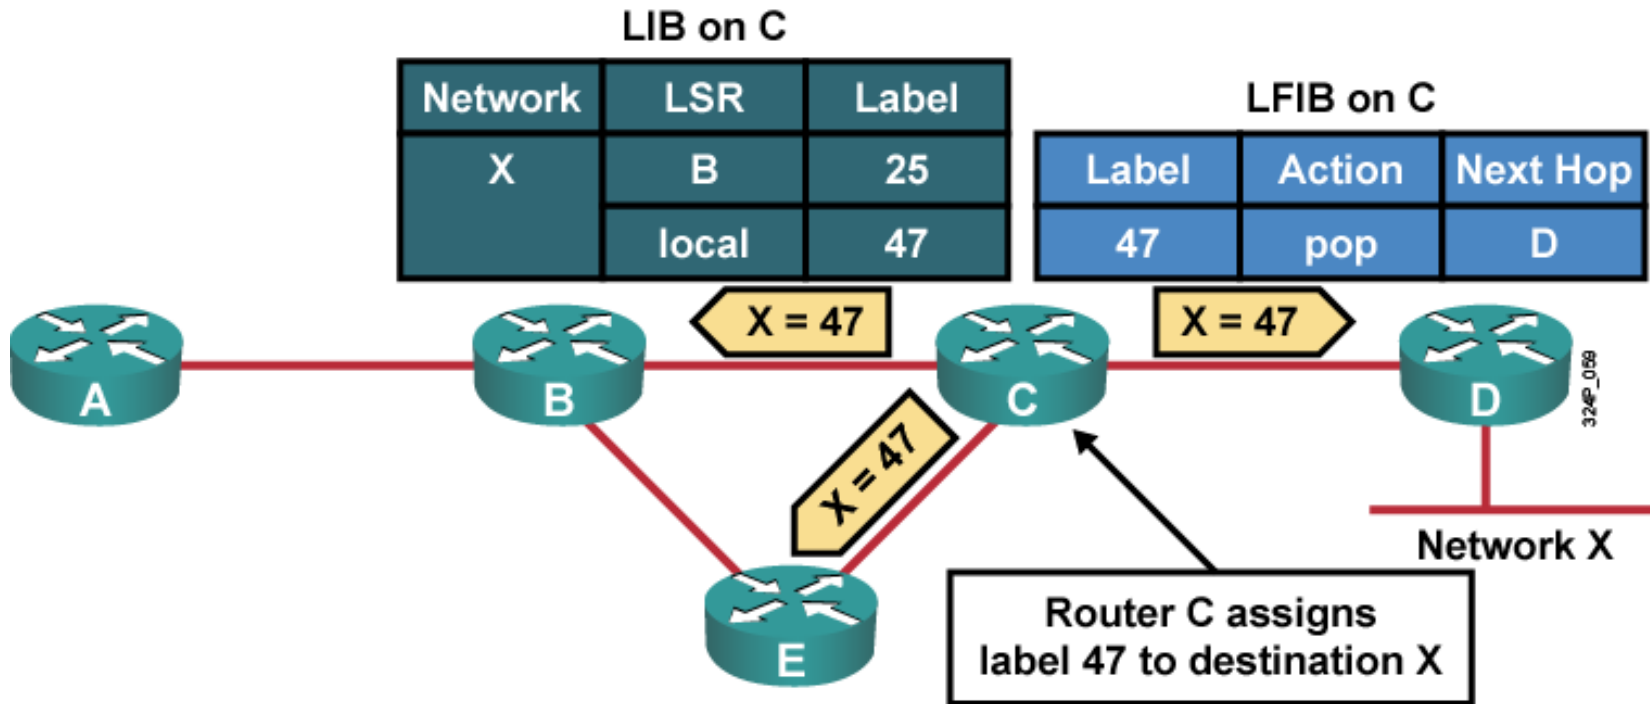 LIB on C
Network LSR Label
X B 25
local 47
LFIB on C
Label Action Next Hop
47 pop D
X = 47
X = 47
X = 47
A
B
C
D
E
324P_059
Network X
Router C assigns
label 47 to destination X